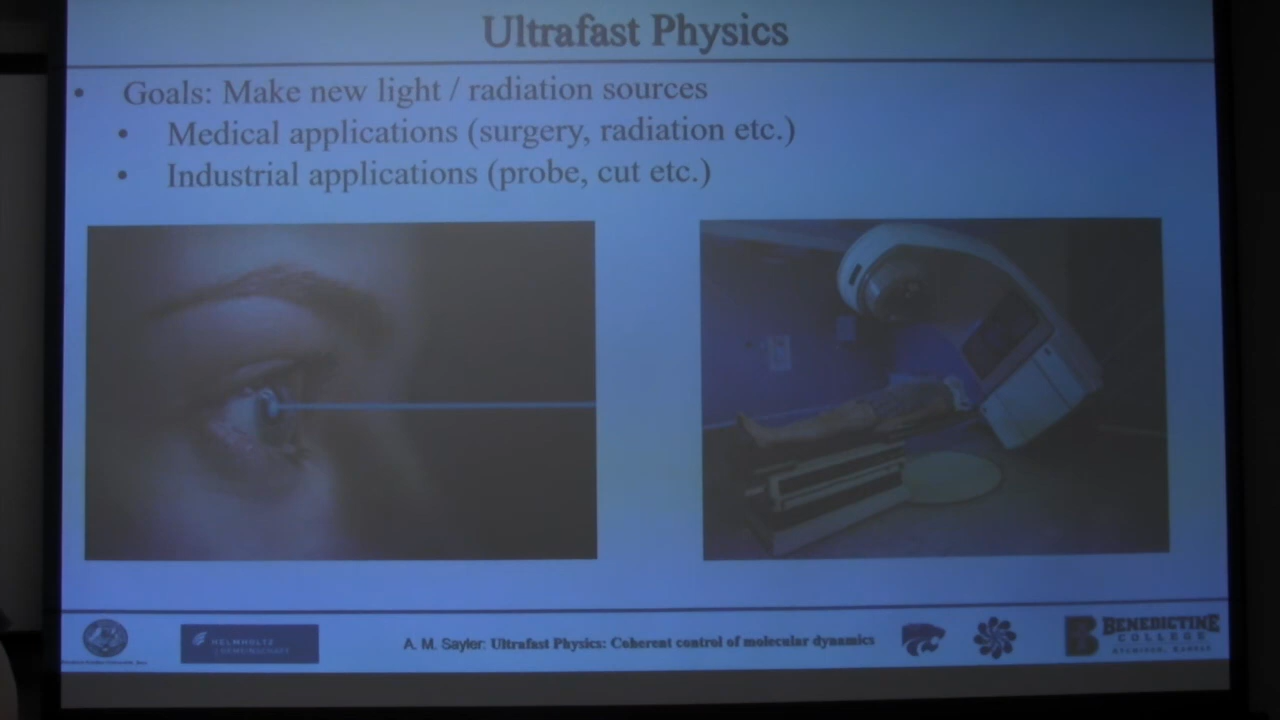 Ultrafast Physics
• Goals: Make new light / radiation sources
• Medical applications (surgery, radiation etc.)
• Industrial applications (probe, cut etc.)
HELMHOLTZ
GEMEINSCHAFT
A. M. Sayler: Ultrafast Physics: Coherent control of molecular dynamics
B
BENEDICTINE
COLLEGE
ATCHISON, KANSAS